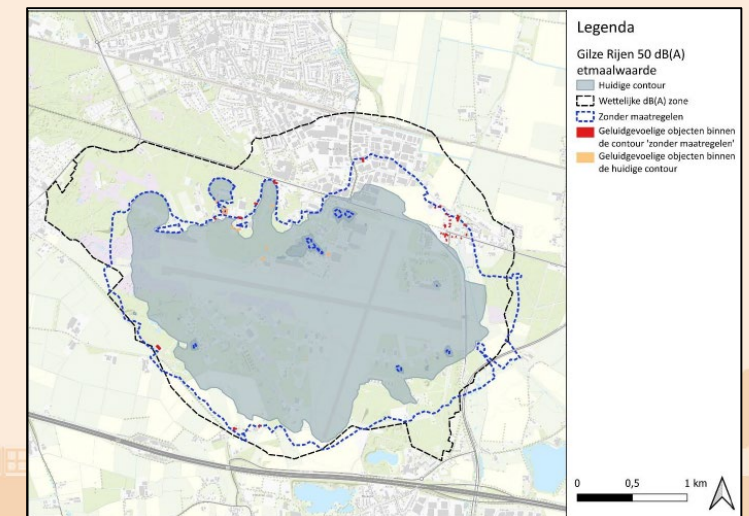 Legenda
Gilze Rijen 50 dB(A)
etmaalwaarde
Huidige contour
Wettelijke dB(A) zone
Zonder maatregelen
Geluidgevoelige objecten binnen
de contour 'zonder maatregelen'
Geluidgevoelige objecten binnen
de huidige contour
0 0,5 1 km